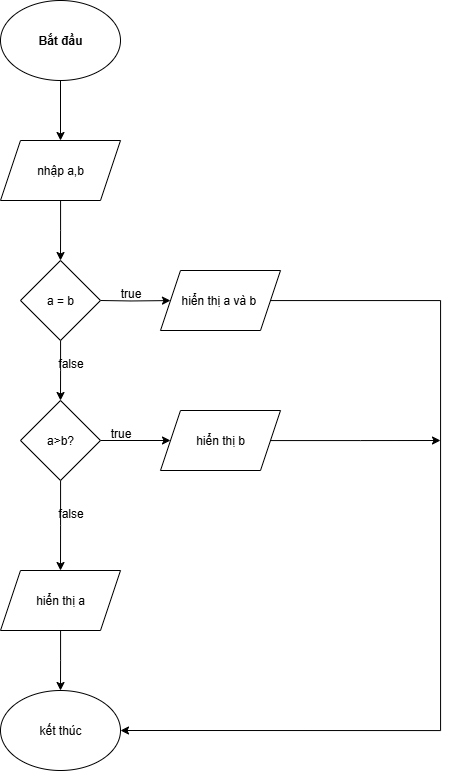 Bắt đầu
nhập a,b
a = b
true
hiển thị a và b
false
a>b?
true
hiển thị b
false
hiển thị a
kết thúc